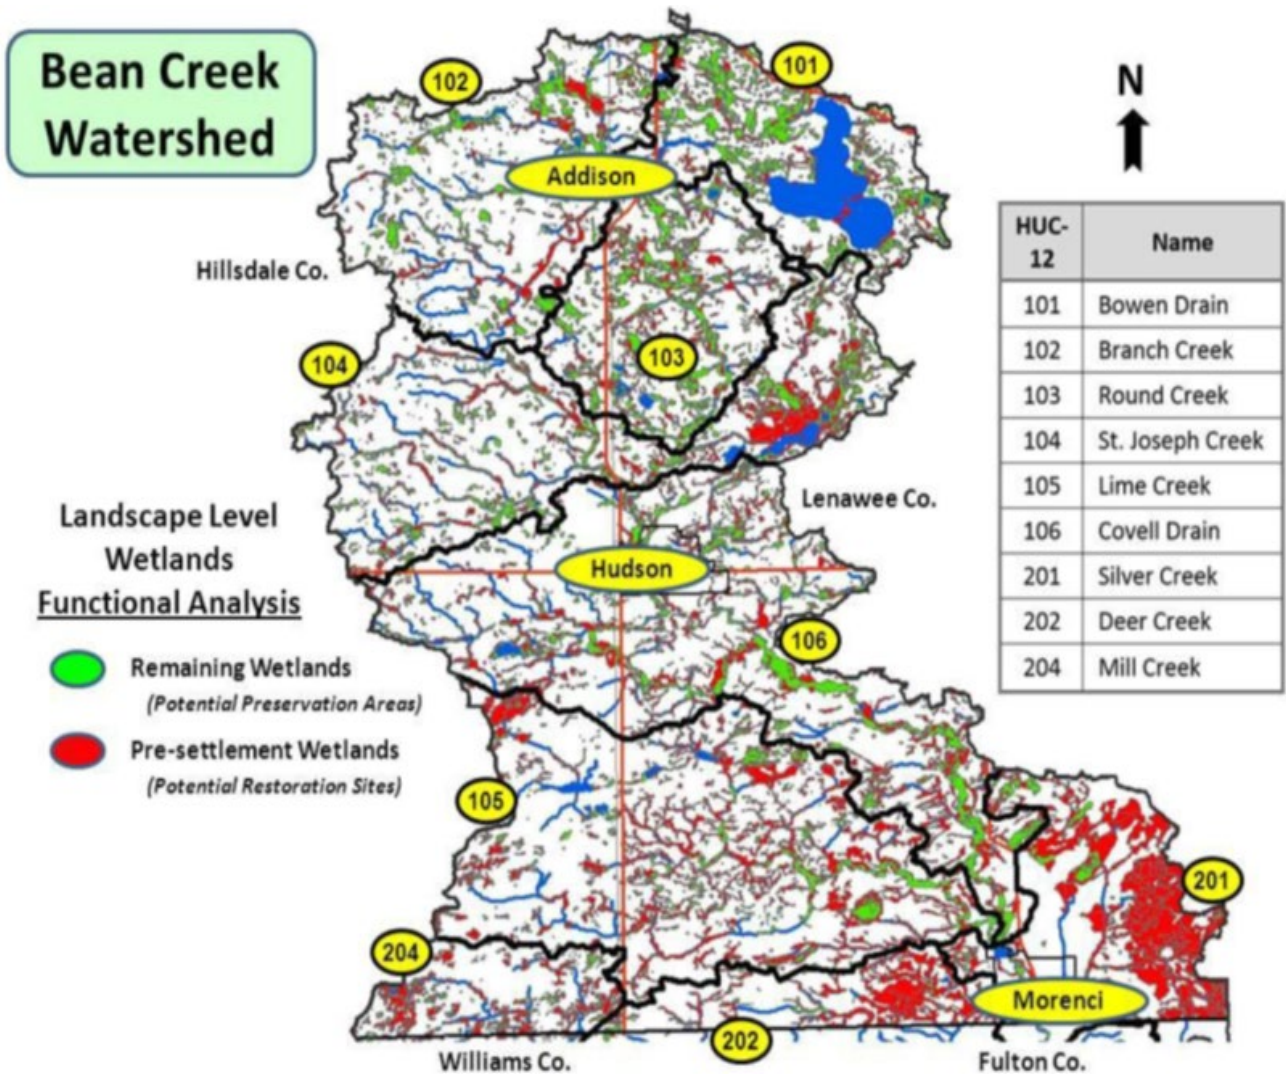 Bean Creek
Watershed
102
101
N
Addison
HUC-
12
Name
101 Bowen Drain
102 Branch Creek
103 Round Creek
104 St. Joseph Creek
105 Lime Creek
106 Covell Drain
201 Silver Creek
202 Deer Creek
204 Mill Creek
Hillsdale Co.
104
103
Lenawee Co.
Landscape Level
Wetlands
Functional Analysis
Remaining Wetlands
(Potential Preservation Areas)
Pre-settlement Wetlands
(Potential Restoration Sites)
Hudson
106
105
201
204
Morenci
202
Williams Co.
Fulton Co.